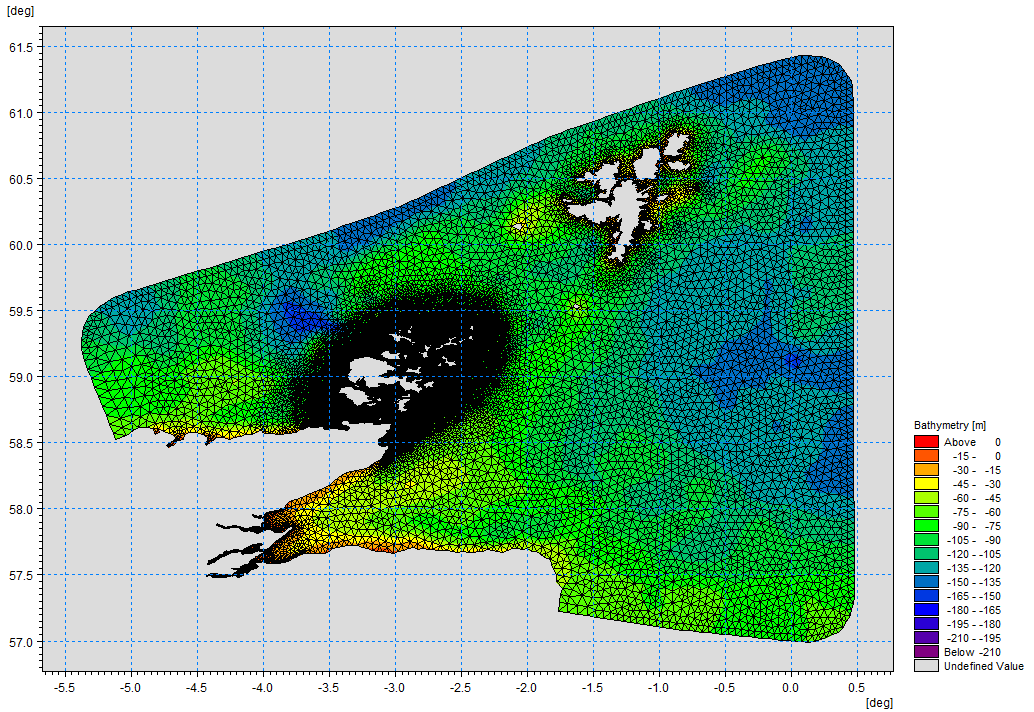 [deg]
61.5
61.0
60.5
60.0
59.5
59.0
58.5
58.0
57.5
57.0
-5.5 -5.0 -4.5 -4.0 -3.5 -3.0 -2.5 -2.0 -1.5 -1.0 -0.5 0.0 0.5
[deg]
Bathymetry [m]
Above 0
-15 - 0
-30 - -15
-45 - -30
-60 - -45
-75 - -60
-90 - -75
-105 - -90
-120 - -105
-135 - -120
-150 - -135
-165 - -150
-180 - -165
-195 - -180
-210 - -195
Below -210
Undefined Value